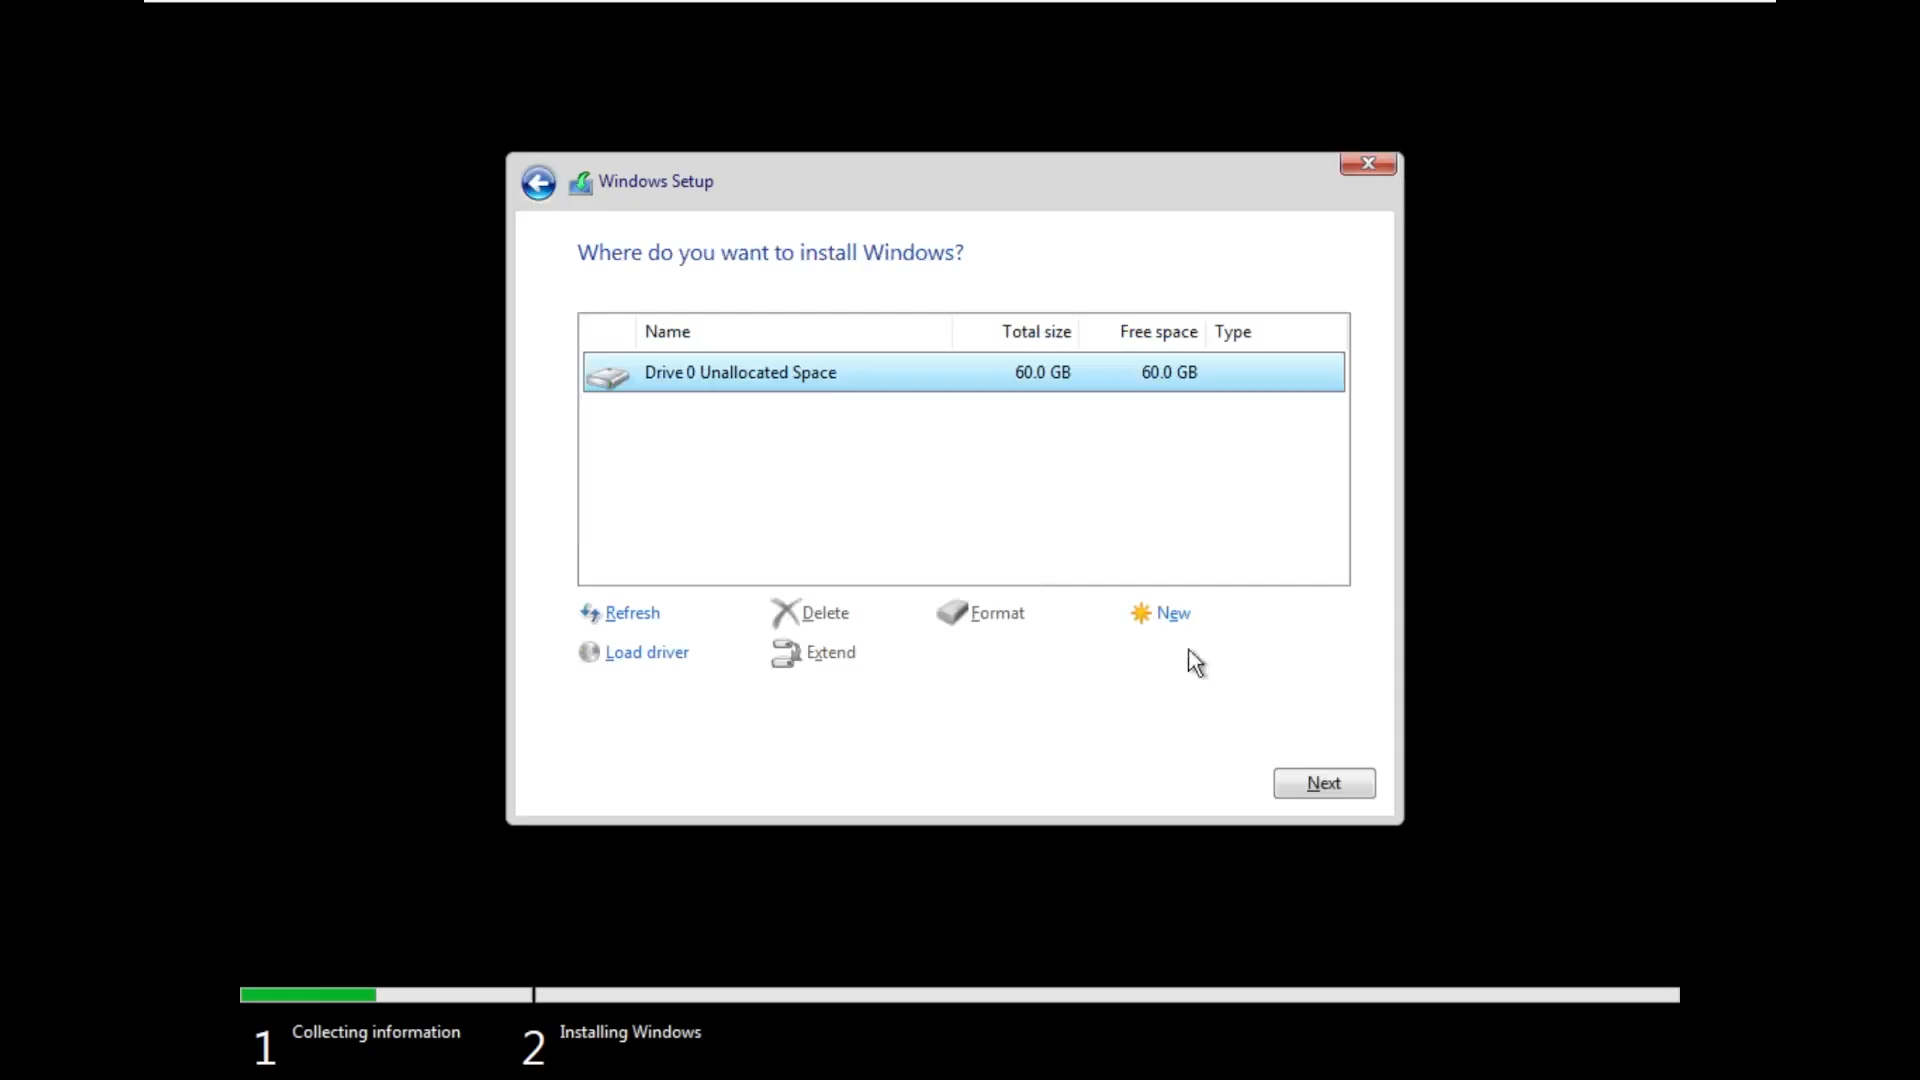 Windows Setup
Where do you want to install Windows?
Name Total size Free space Type
Drive 0 Unallocated Space 60.0 GB 60.0 GB
Refresh Delete Format New
Load driver Extend
Next
1 Collecting information 2 Installing Windows